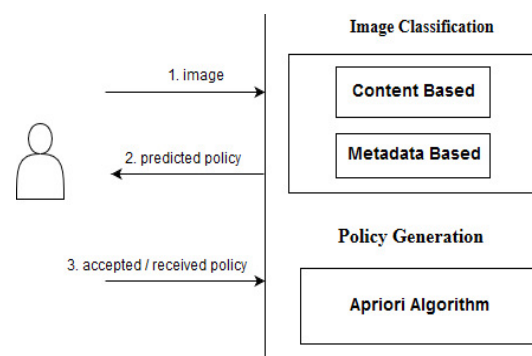 Image Classification
1. image
Content Based
Metadata Based
2. predicted policy
Policy Generation
3. accepted / received policy
Apriori Algorithm